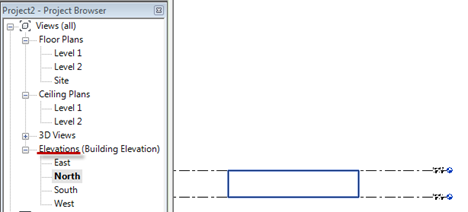 Project2 - Project Browser
Views (all)
Floor Plans
Level 1
Level 2
Site
Ceiling Plans
Level 1
Level 2
3D Views
Elevations (Building Elevation)
East
North
South
West